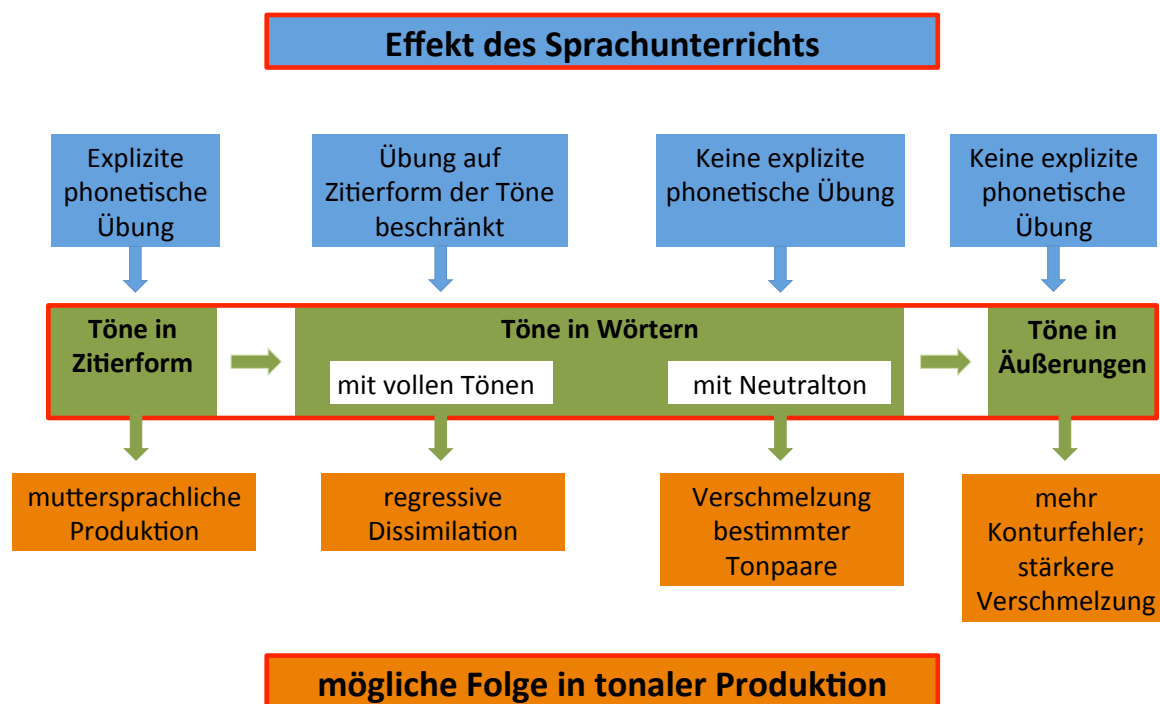 Effekt des Sprachunterrichts
Explizite
phonetische
Übung
Übung auf
Zitierform der Töne
beschränkt
Keine explizite
phonetische Übung
Keine explizite
phonetische
Übung
Töne in
Zitierform
Töne in Wörtern
mit vollen Tönen
mit Neutralton
Töne in
Äußerungen
muttersprachliche
Produktion
regressive
Dissimilation
Verschmelzung
bestimmter
Tonpaare
mehr
Konturfehler;
stärkere
Verschmelzung
mögliche Folge in tonaler Produktion